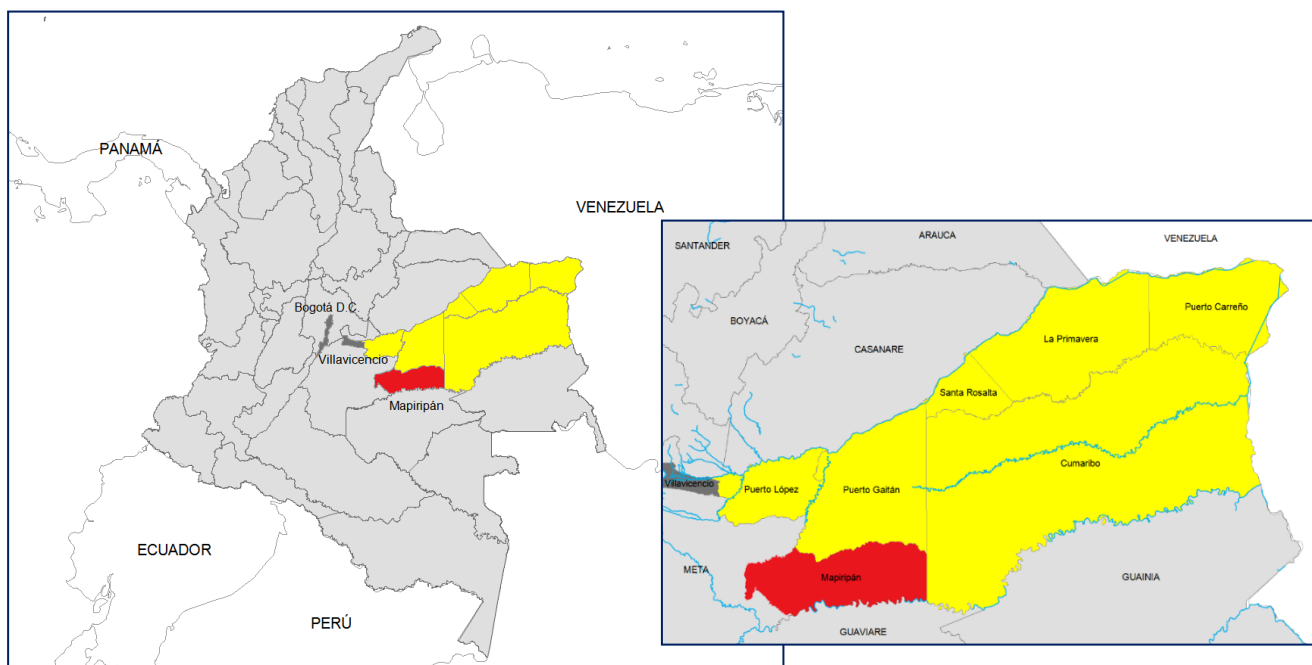 PANAMÁ
VENEZUELA
Bogotá D.C.
Villavicencio
Mapiripán
ECUADOR
PERÚ
SANTANDER
ARAUCA
VENEZUELA
BOYACÁ
CASANARE
Puerto Carreño
La Primavera
Santa Rosalta
Cumaribo
Villavicencio
Puerto López
Puerto Gaitán
META
Mapiripán
GUAINIA
GUAVIARE